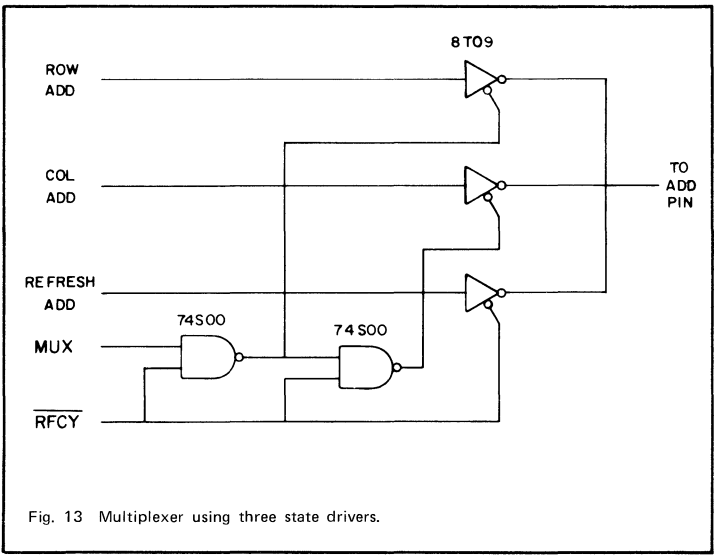 8T09
ROW
ADD
COL
ADD
TO
ADD
PIN
REFRESH
ADD
74S00
74S00
MUX
RFCY
Fig. 13 Multiplexer using three state drivers.